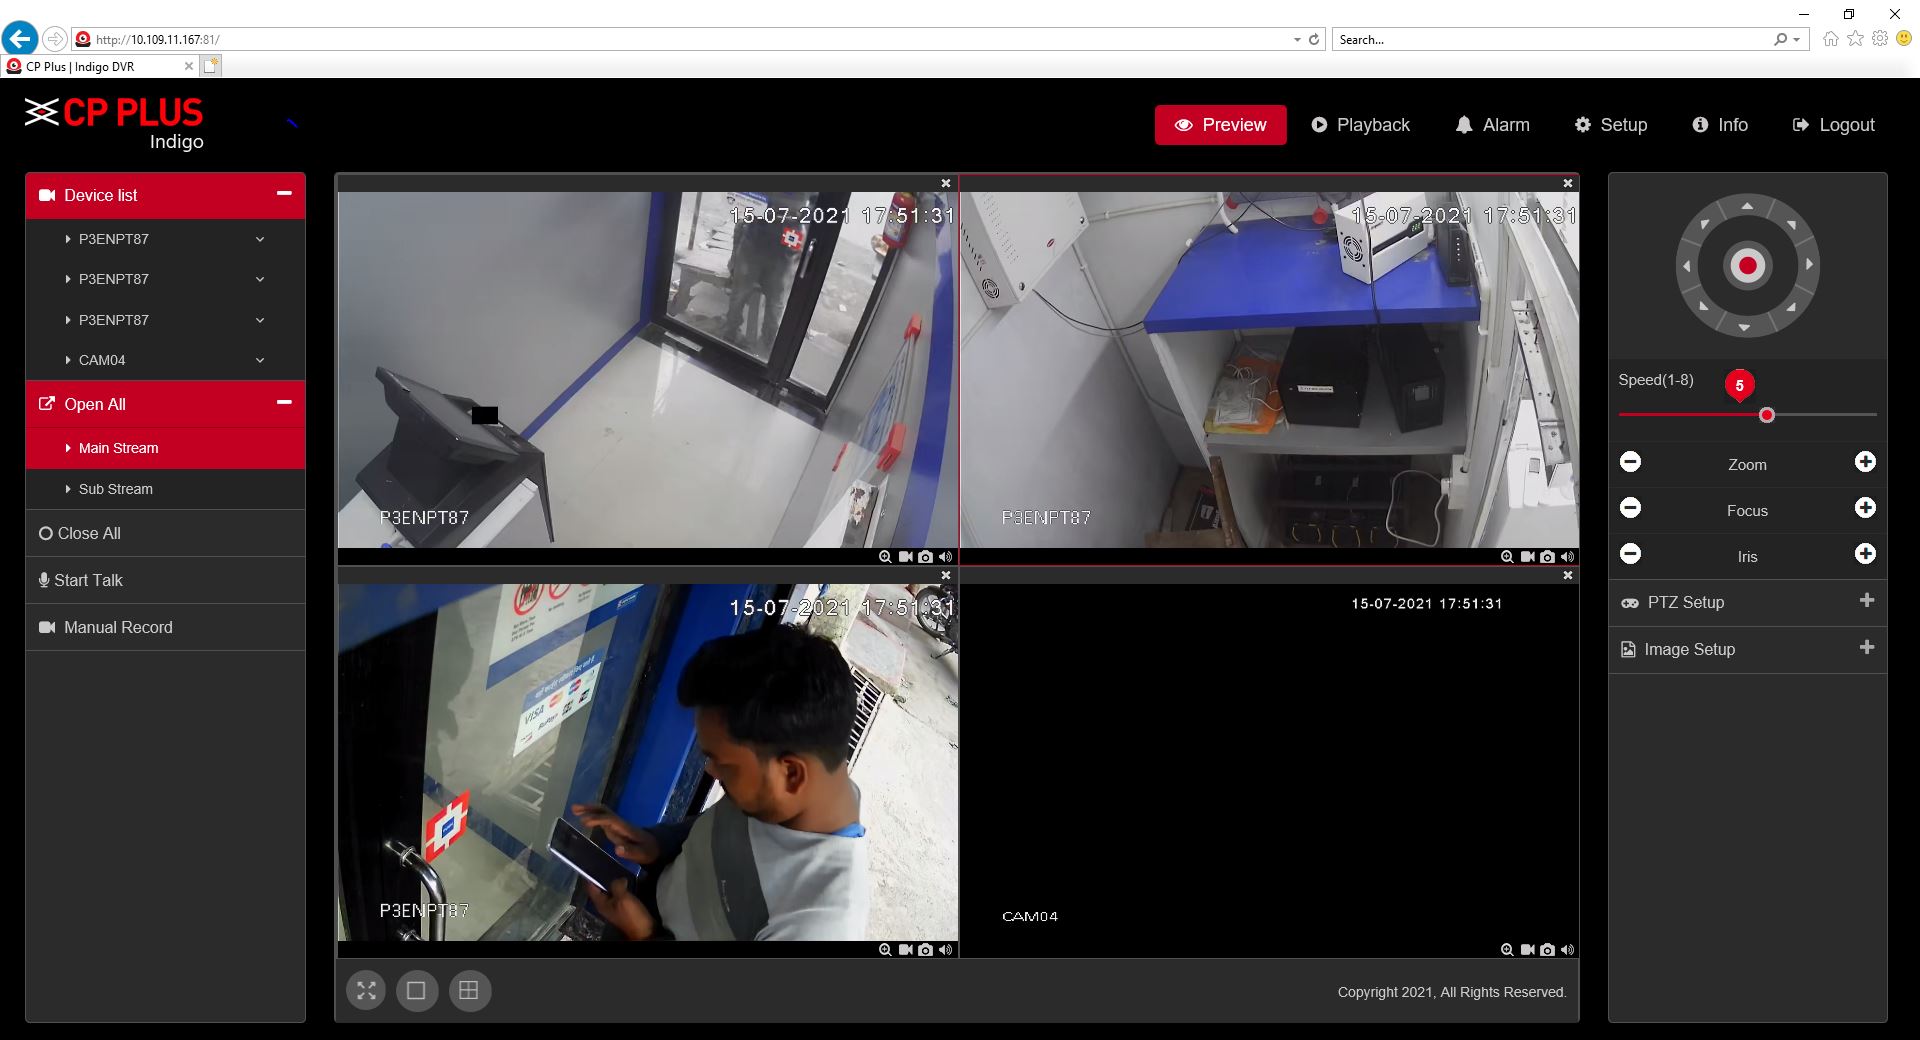 http://10.109.11.167:81/
Search...
CP Plus | Indigo DVR
CP PLUS
Indigo
Preview
Playback
Alarm
Setup
Info
Logout
Device list
P3ENPT87
P3ENPT87
P3ENPT87
CAM04
Open All
Main Stream
Sub Stream
Close All
Start Talk
Manual Record
15-07-2021 17:51:31
P3ENPT87
15-07-2021 17:51:31
P3ENPT87
15-07-2021 17:51:31
VISA
RuPay
P3ENPT87
15-07-2021 17:51:31
CAM04
Copyright 2021, All Rights Reserved.
Speed(1-8)
5
Zoom
Focus
Iris
PTZ Setup
Image Setup